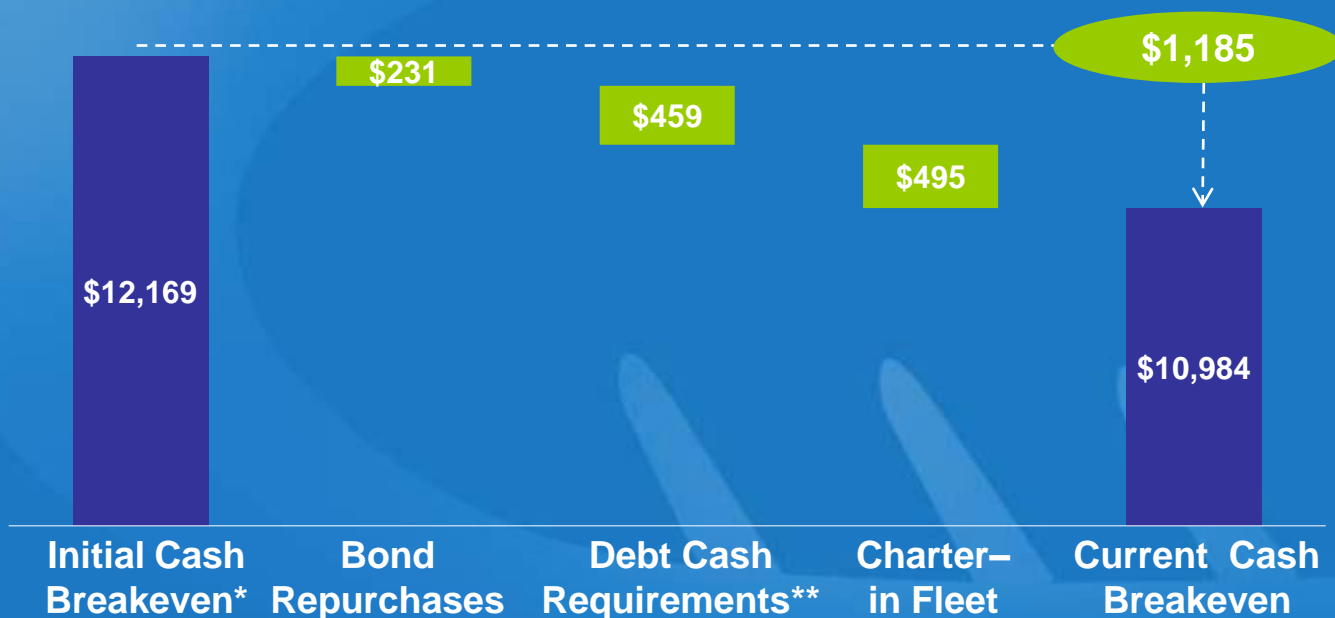 $1,185
$231
$459
$495
$12,169
$10,984
Initial Cash
Breakeven*
Bond
Repurchases
Debt Cash
Requirements**
Charter–
in Fleet
Current Cash
Breakeven